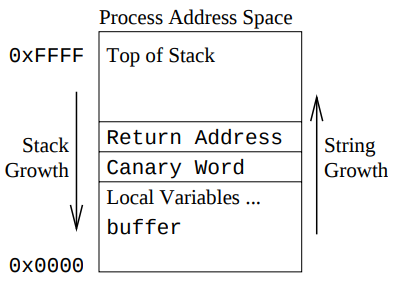 Process Address Space
0xFFFF
Top of Stack
Return Address
Canary Word
Stack
Growth
String
Growth
Local Variables ...
buffer
0x0000